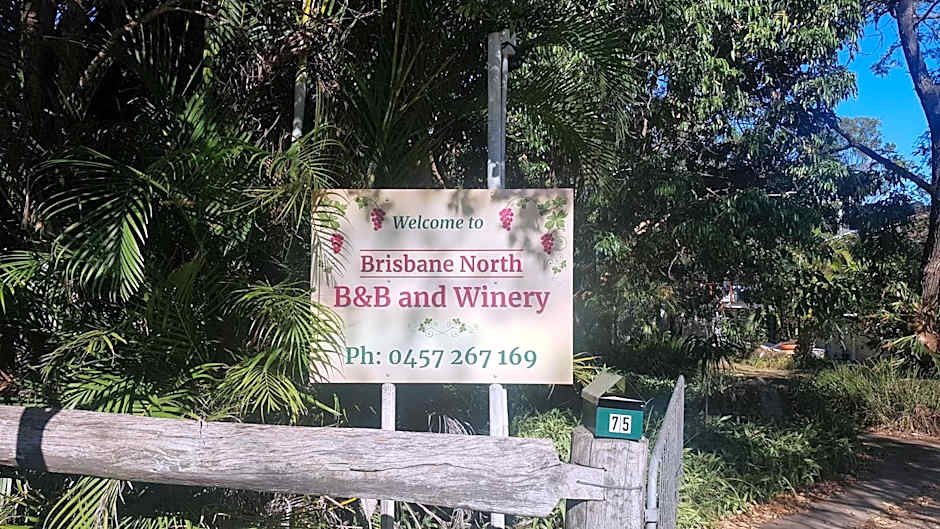 Welcome to
Brisbane North
B&B and Winery
Ph: 0457 267 169
75